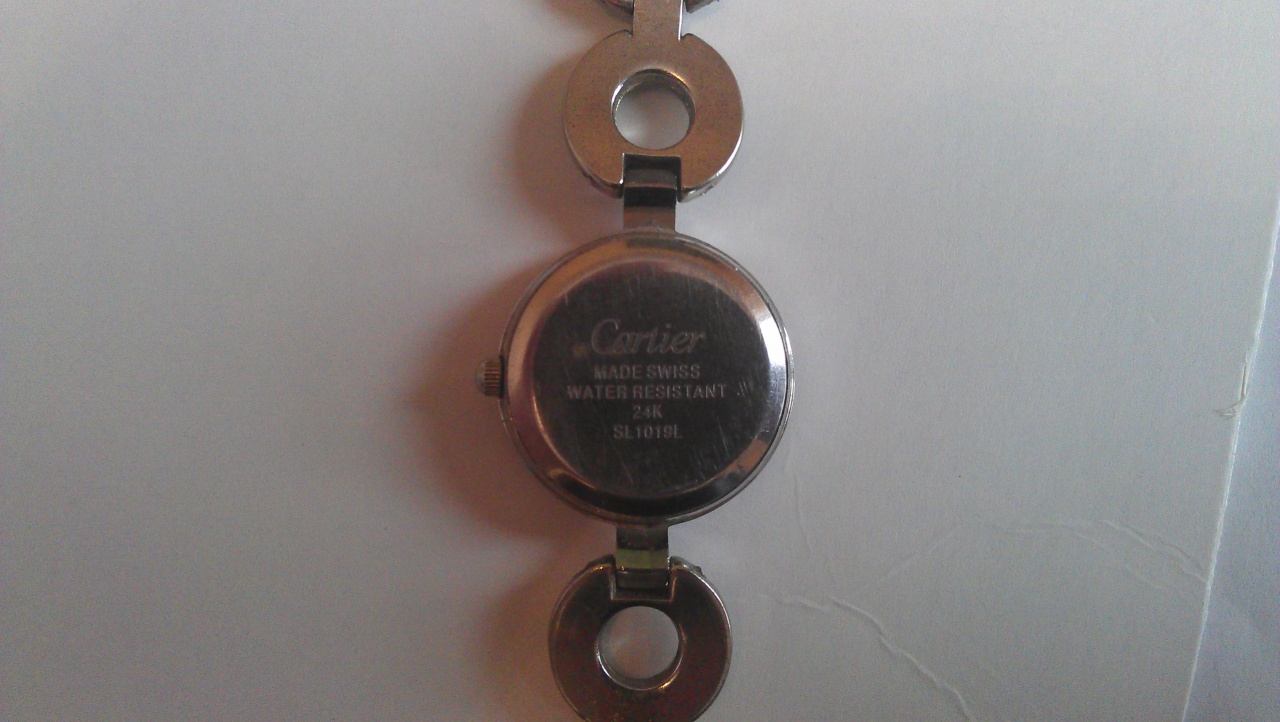 Cartier
MADE SWISS
WATER RESISTANT
24K
SL1019L